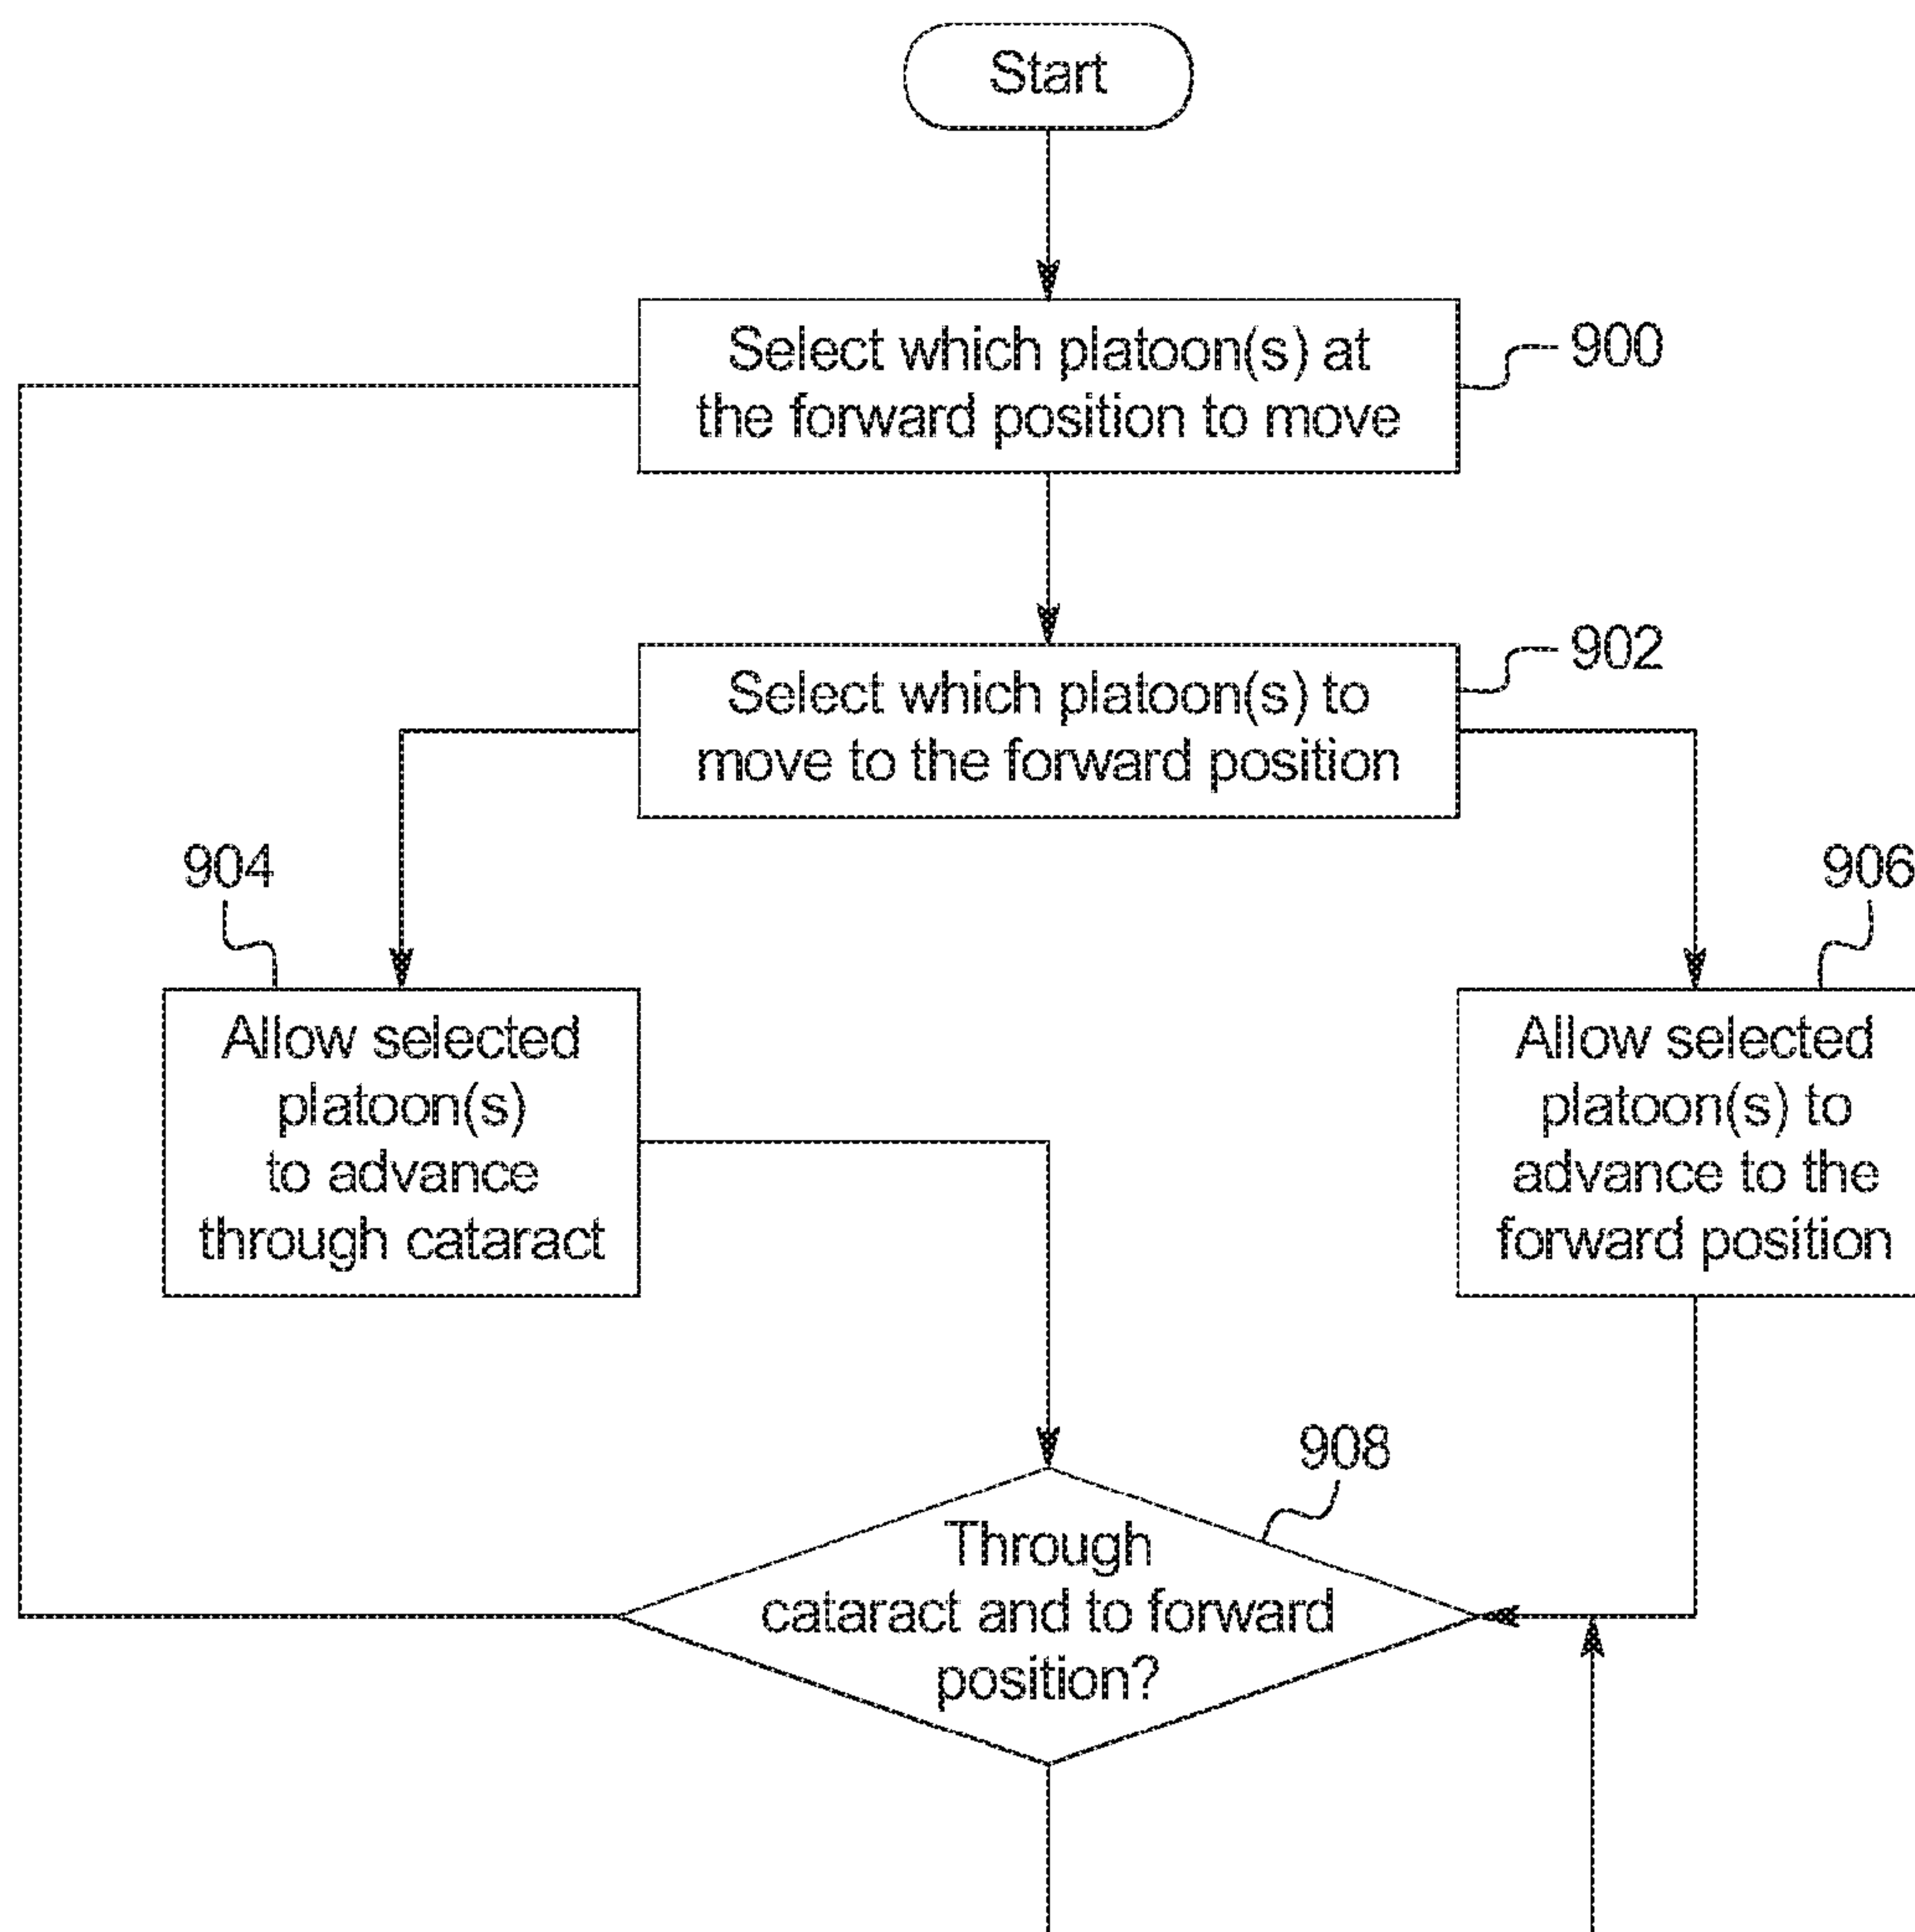 Start
Select which platoon(s) at
the forward position to move
900
Select which platoon(s) to
move to the forward position
902
904
906
Allow selected
platoon(s)
to advance
through cataract
Allow selected
platoon(s) to
advance to the
forward position
908
Through
cataract and to forward
position?